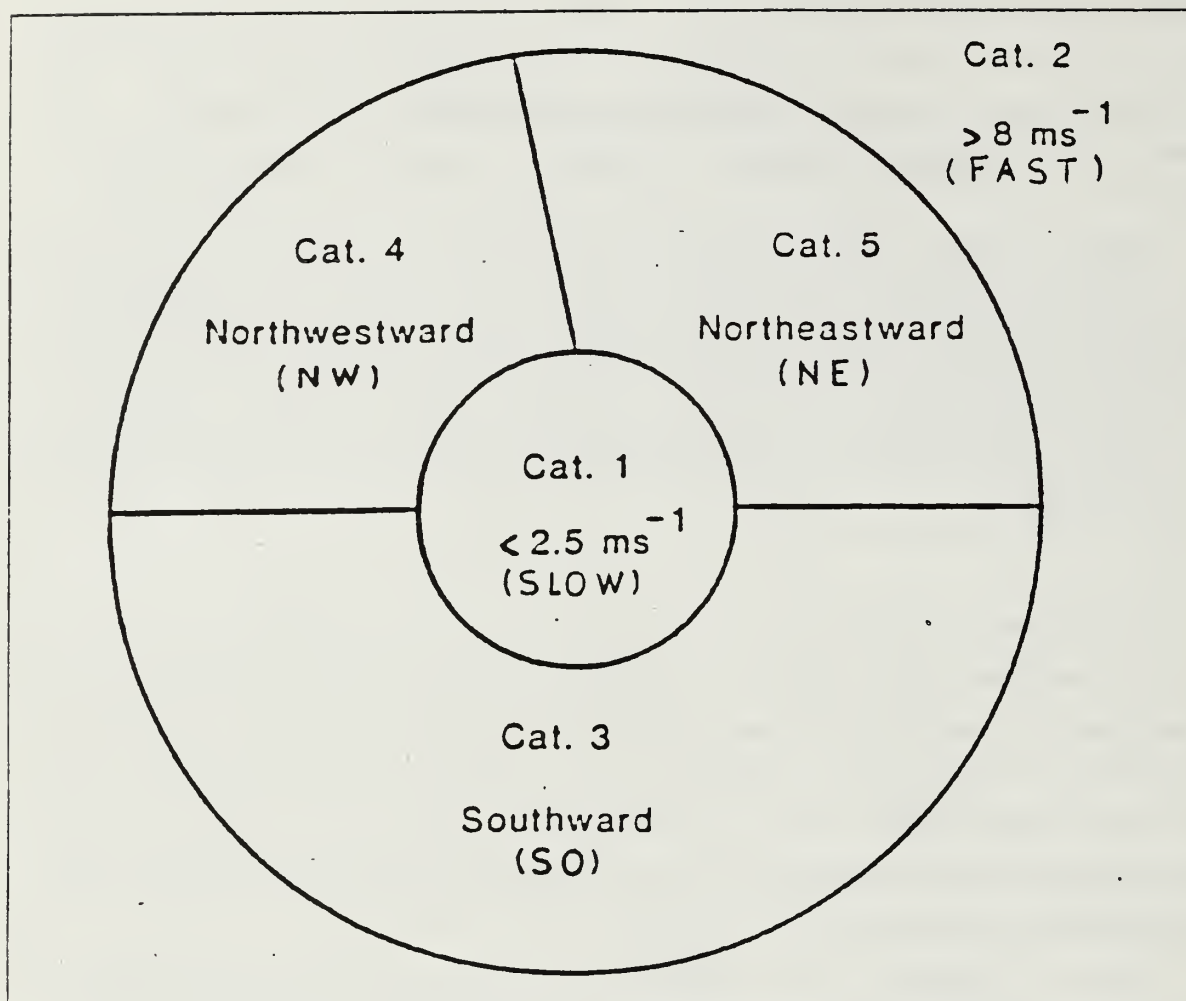 Cat. 2
> 8 ms⁻¹
(FAST)
Cat. 4
Northwestward
(NW)
Cat. 5
Northeastward
(NE)
Cat. 1
< 2.5 ms⁻¹
(SLOW)
Cat. 3
Southward
(SO)